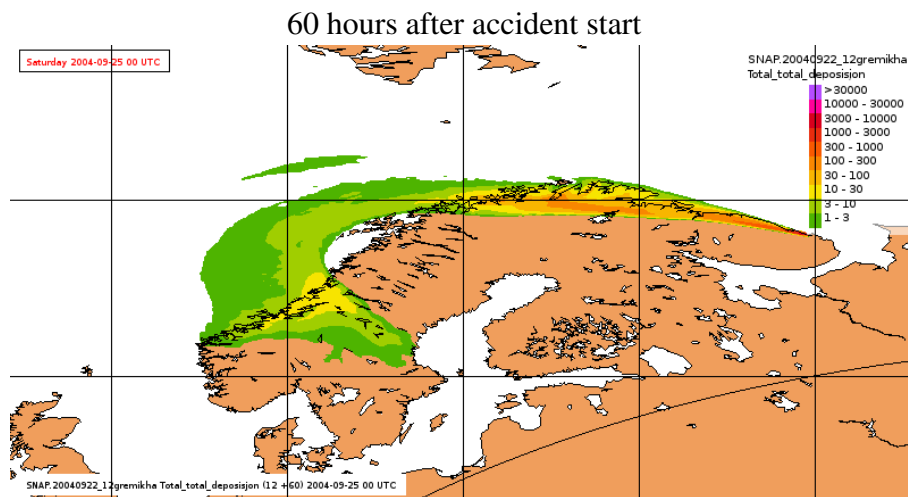 60 hours after accident start
Saturday 2004-09-25 00 UTC
SNAP.20040922_12gremikha
Total_total_deposisjon
>30000
10000 - 30000
3000 - 10000
1000 - 3000
300 - 1000
100 - 300
30 - 100
10 - 30
3 - 10
1 - 3
SNAP.20040922_12gremikha Total_total_deposisjon (12 +60) 2004-09-25 00 UTC